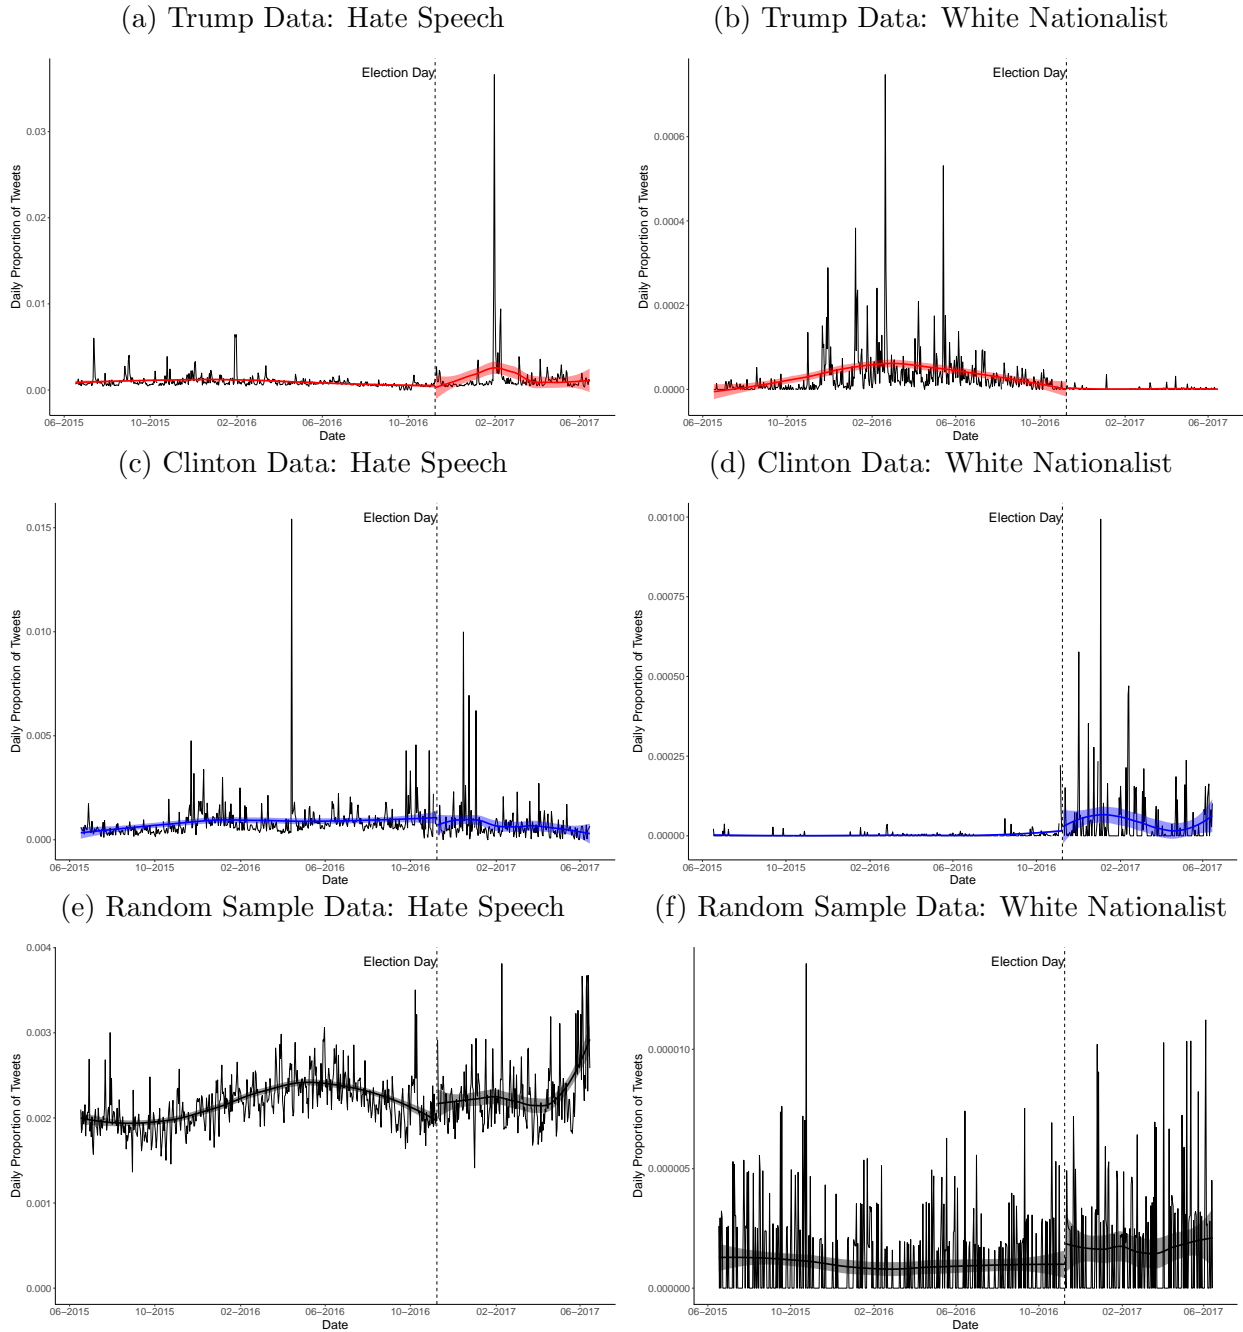 (a) Trump Data: Hate Speech
Election Day
0.03
0.02
0.01
0.00
Daily Proportion of Tweets
06–2015 10–2015 02–2016 06–2016 10–2016 02–2017 06–2017
Date
(b) Trump Data: White Nationalist
Election Day
0.0006
0.0004
0.0002
0.0000
Daily Proportion of Tweets
06–2015 10–2015 02–2016 06–2016 10–2016 02–2017 06–2017
Date
(c) Clinton Data: Hate Speech
Election Day
0.015
0.010
0.005
0.000
Daily Proportion of Tweets
06–2015 10–2015 02–2016 06–2016 10–2016 02–2017 06–2017
Date
(d) Clinton Data: White Nationalist
Election Day
0.00100
0.00075
0.00050
0.00025
0.00000
Daily Proportion of Tweets
06–2015 10–2015 02–2016 06–2016 10–2016 02–2017 06–2017
Date
(e) Random Sample Data: Hate Speech
Election Day
0.004
0.003
0.002
0.001
0.000
Daily Proportion of Tweets
06–2015 10–2015 02–2016 06–2016 10–2016 02–2017 06–2017
Date
(f) Random Sample Data: White Nationalist
Election Day
0.000010
0.000005
0.000000
Daily Proportion of Tweets
06–2015 10–2015 02–2016 06–2016 10–2016 02–2017 06–2017
Date